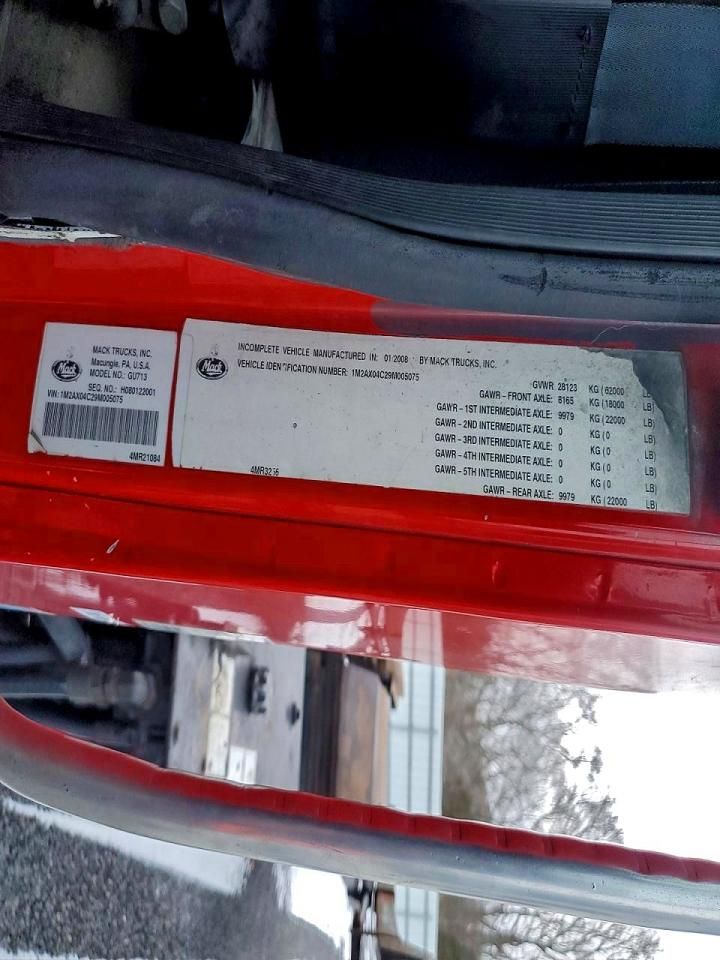 Mack
MACK TRUCKS, INC.
Macungie, PA, U.S.A.
MODEL NO: GU713
SEQ. NO: H080122001
VIN: 1M2AX04C29M005075
4MR21084
Mack
INCOMPLETE VEHICLE MANUFACTURED IN: 01/2008 BY MACK TRUCKS, INC.
VEHICLE IDENTIFICATION NUMBER: 1M2AX04C29M005075
GVWR 28123 KG (62000 LB)
GAWR - FRONT AXLE: 8165 KG (18000 LB)
GAWR - 1ST INTERMEDIATE AXLE: 9979 KG (22000 LB)
GAWR - 2ND INTERMEDIATE AXLE: 0 KG (0 LB)
GAWR - 3RD INTERMEDIATE AXLE: 0 KG (0 LB)
GAWR - 4TH INTERMEDIATE AXLE: 0 KG (0 LB)
GAWR - 5TH INTERMEDIATE AXLE: 0 KG (0 LB)
GAWR - REAR AXLE: 9979 KG (22000 LB)